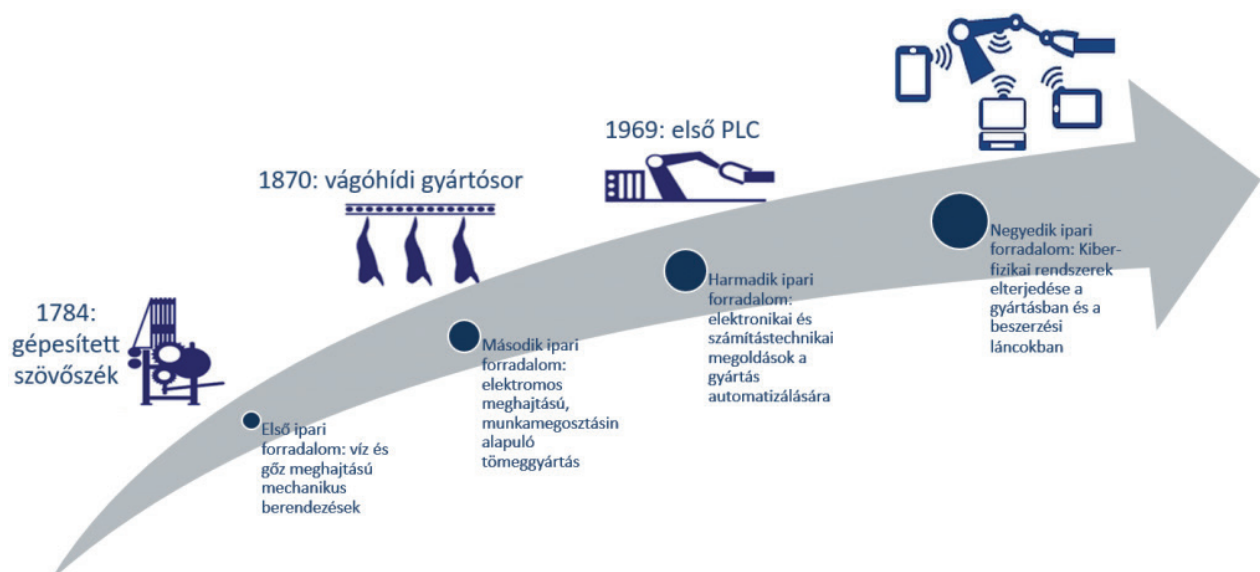 1784:
gépesített
szövőszék
Első ipari
forradalom: víz és
gőz meghajtású
mechanikus
berendezések
1870: vágóhídi gyártósor
Második ipari
forradalom:
elektromos
meghajtású,
munkamegosztásin
alapuló
tömeggyártás
1969: első PLC
Harmadik ipari
forradalom:
elektronikai és
számítástechnikai
megoldások a
gyártás
automatizálására
Negyedik ipari
forradalom: Kiber-
fizikai rendszerek
elterjedése a
gyártásban és a
beszerzési
láncokban